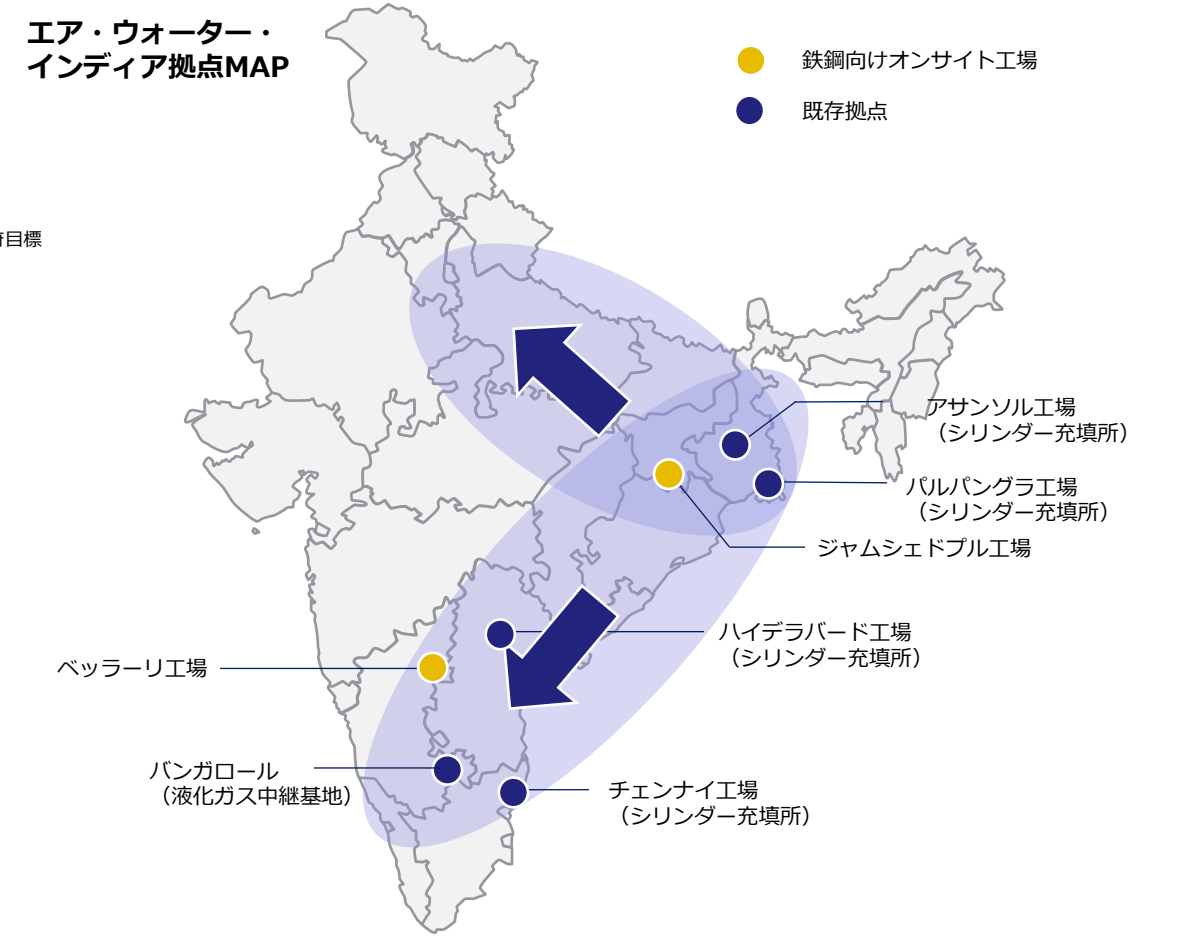 エア・ウォーター・
インディア拠点MAP
鉄鋼向けオンサイト工場
既存拠点
目標
アサンソル工場
（シリンダー充填所）
パルパングラ工場
（シリンダー充填所）
ジャムシェドプル工場
ハイデラバード工場
（シリンダー充填所）
ベッラーリ工場
バンガロール
（液化ガス中継基地）
チェンナイ工場
（シリンダー充填所）